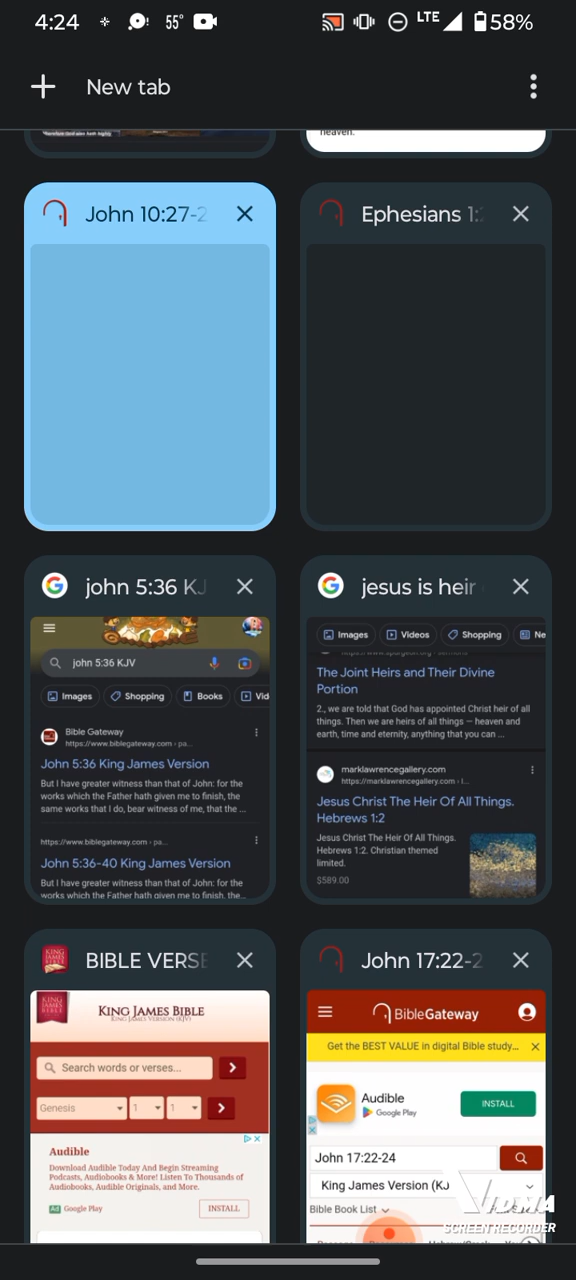 4:24 55° LTE 58%
New tab
heaven.
John 10:27-2
Ephesians 1:
john 5:36 KJ
jesus is heir
john 5:36 KJV
Images Shopping Books Vid
Bible Gateway
https://www.biblegateway.com › pa...
John 5:36 King James Version
But I have greater witness than that of John: for the
works which the Father hath given me to finish, the
same works that I do, bear witness of me, that the ...
https://www.biblegateway.com › pa...
John 5:36-40 King James Version
But I have greater witness than that of John: for the
works which the Father hath given me to finish, the
Images Videos Shopping Ne
The Joint Heirs and Their Divine
Portion
2., we are told that God has appointed Christ heir of all
things. Then we are heirs of all things — heaven and
earth, time and eternity, anything that you can ...
marklawrencegallery.com
https://marklawrencegallery.com › l...
Jesus Christ The Heir Of All Things.
Hebrews 1:2
Jesus Christ The Heir Of All Things.
Hebrews 1:2. Christian themed
limited.
$589.00
BIBLE VERSE
John 17:22-2
KING JAMES BIBLE
KING JAMES BIBLE
KING JAMES VERSION (KJV)
Search words or verses...
Genesis 1 1
Audible
Download Audible Today And Begin Streaming
Podcasts, Audiobooks & More! Listen To Thousands of
Audiobooks, Audible Originals, and More.
Ad Google Play INSTALL
BibleGateway
Get the BEST VALUE in digital Bible study...
Audible
Google Play
INSTALL
John 17:22-24
King James Version (KJ
Bible Book List
VIDMA
SCREEN RECORDER